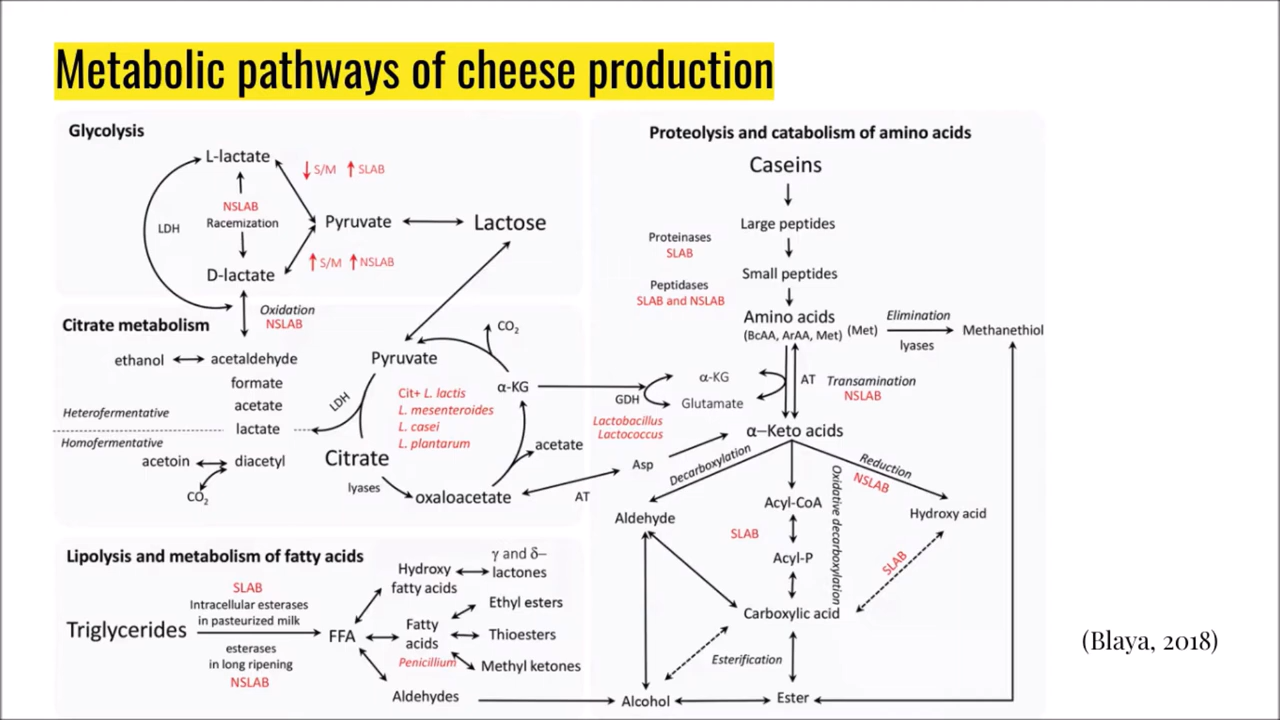 Metabolic pathways of cheese production
Glycolysis
L-lactate
↓ S/M ↑ SLAB
NSLAB
Racemization
LDH
Pyruvate
Lactose
D-lactate
↑ S/M ↑ NSLAB
Oxidation
NSLAB
Citrate metabolism
ethanol
acetaldehyde
formate
acetate
lactate
Heterofermentative
Homofermentative
acetoin
diacetyl
CO2
Pyruvate
CO2
α-KG
LDH
Cit+ L. lactis
L. mesenteroides
L. casei
L. plantarum
Citrate
acetate
lyases
oxaloacetate
AT
Lipolysis and metabolism of fatty acids
Triglycerides
SLAB
Intracellular esterases
in pasteurized milk
esterases
in long ripening
NSLAB
FFA
Hydroxy
fatty acids
γ and δ–
lactones
Fatty
acids
Penicillium
Ethyl esters
Thioesters
Methyl ketones
Aldehydes
Proteolysis and catabolism of amino acids
Caseins
Large peptides
Proteinases
SLAB
Small peptides
Peptidases
SLAB and NSLAB
Amino acids
(BcAA, ArAA, Met)
(Met)
Elimination
lyases
Methanethiol
α-KG
Glutamate
GDH
Lactobacillus
Lactococcus
AT
Transamination
NSLAB
Asp
α–Keto acids
Decarboxylation
Oxidative decarboxylation
Reduction
NSLAB
Aldehyde
Acyl-CoA
Hydroxy acid
SLAB
Acyl-P
SLAB
Carboxylic acid
Esterification
Alcohol
Ester
(Blaya, 2018)